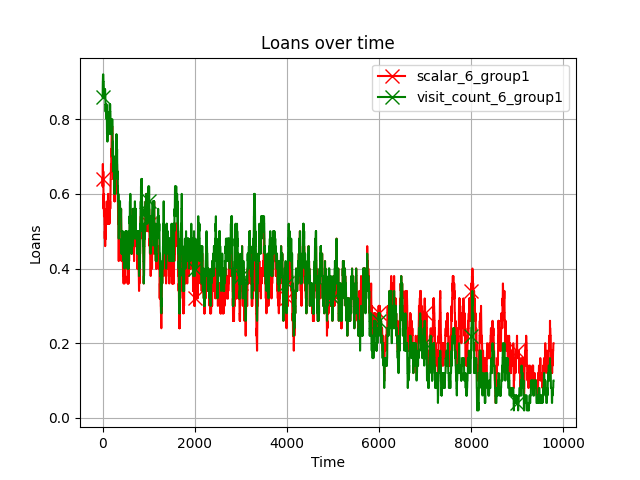 Loans over time
scalar_6_group1
visit_count_6_group1
Loans
0.8
0.6
0.4
0.2
0.0
0
2000
4000
6000
8000
10000
Time